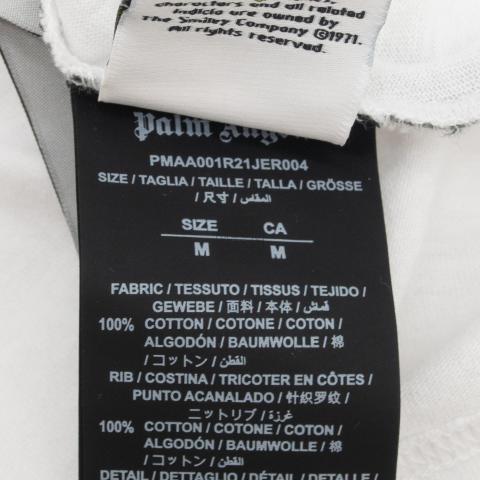 characters and all related
indicia are owned by
The Smiley Company ©1971.
All rights reserved.
Palm
PMAA001R21JER004
SIZE / TAGLIA / TAILLE / TALLA / GRÖSSE
/ 尺寸 / المقاس /
SIZE CA
M M
FABRIC / TESSUTO / TISSUS / TEJIDO /
GEWEBE / 面料 / 本体 / قماش /
100% COTTON / COTONE / COTON /
ALGODÓN / BAUMWOLLE / 棉
/ コットン / القطن /
RIB / COSTINA / TRICOTER EN CÔTES /
PUNTO ACANALADO / 针织罗纹 /
ニットリブ / غرزة /
100% COTTON / COTONE / COTON /
ALGODÓN / BAUMWOLLE / 棉
/ コットン / القطن /
DETAIL / DETTAGLIO / DÉTAIL / DETALLE /